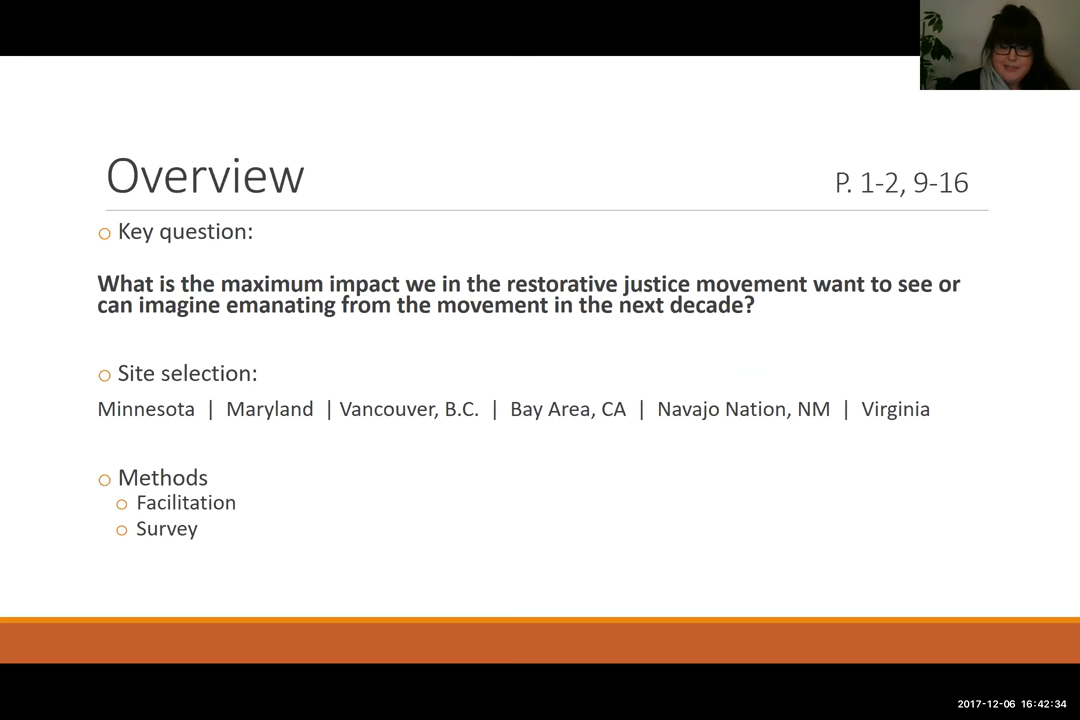 Overview
P. 1-2, 9-16
Key question:
What is the maximum impact we in the restorative justice movement want to see or
can imagine emanating from the movement in the next decade?
Site selection:
Minnesota | Maryland | Vancouver, B.C. | Bay Area, CA | Navajo Nation, NM | Virginia
Methods
Facilitation
Survey
2017-12-06 16:42:34